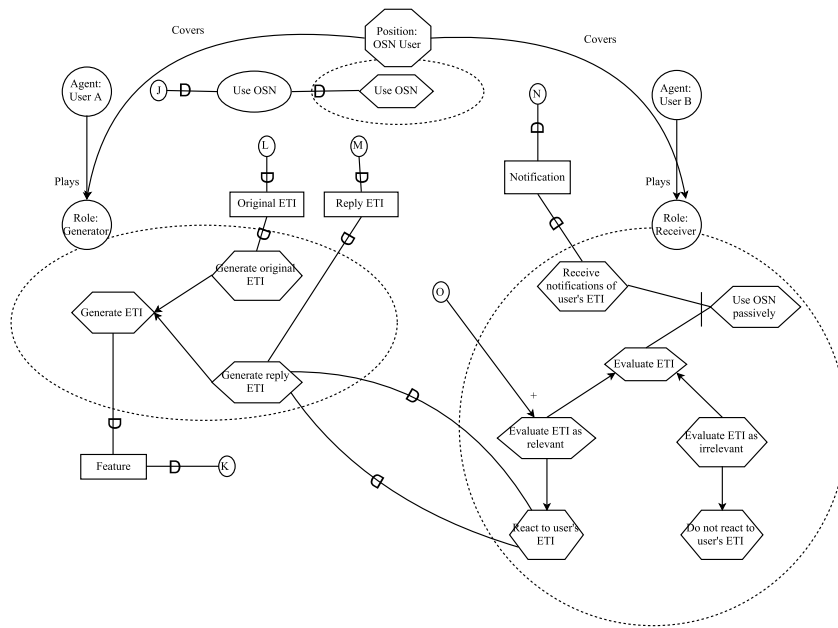 Position:
OSN User
Covers
Covers
Agent:
User A
J
D
Use OSN
D
Use OSN
N
Agent:
User B
D
L
M
D
D
Notification
Plays
Plays
Original ETI
Reply ETI
Role:
Generator
D
D
D
Role:
Receiver
Generate original
ETI
Receive
notifications of
user's ETI
O
Use OSN
passively
Generate ETI
Evaluate ETI
Generate reply
ETI
D
+
D
Evaluate ETI as
relevant
Evaluate ETI as
irrelevant
Feature
D
K
D
React to user's
ETI
Do not react to
user's ETI